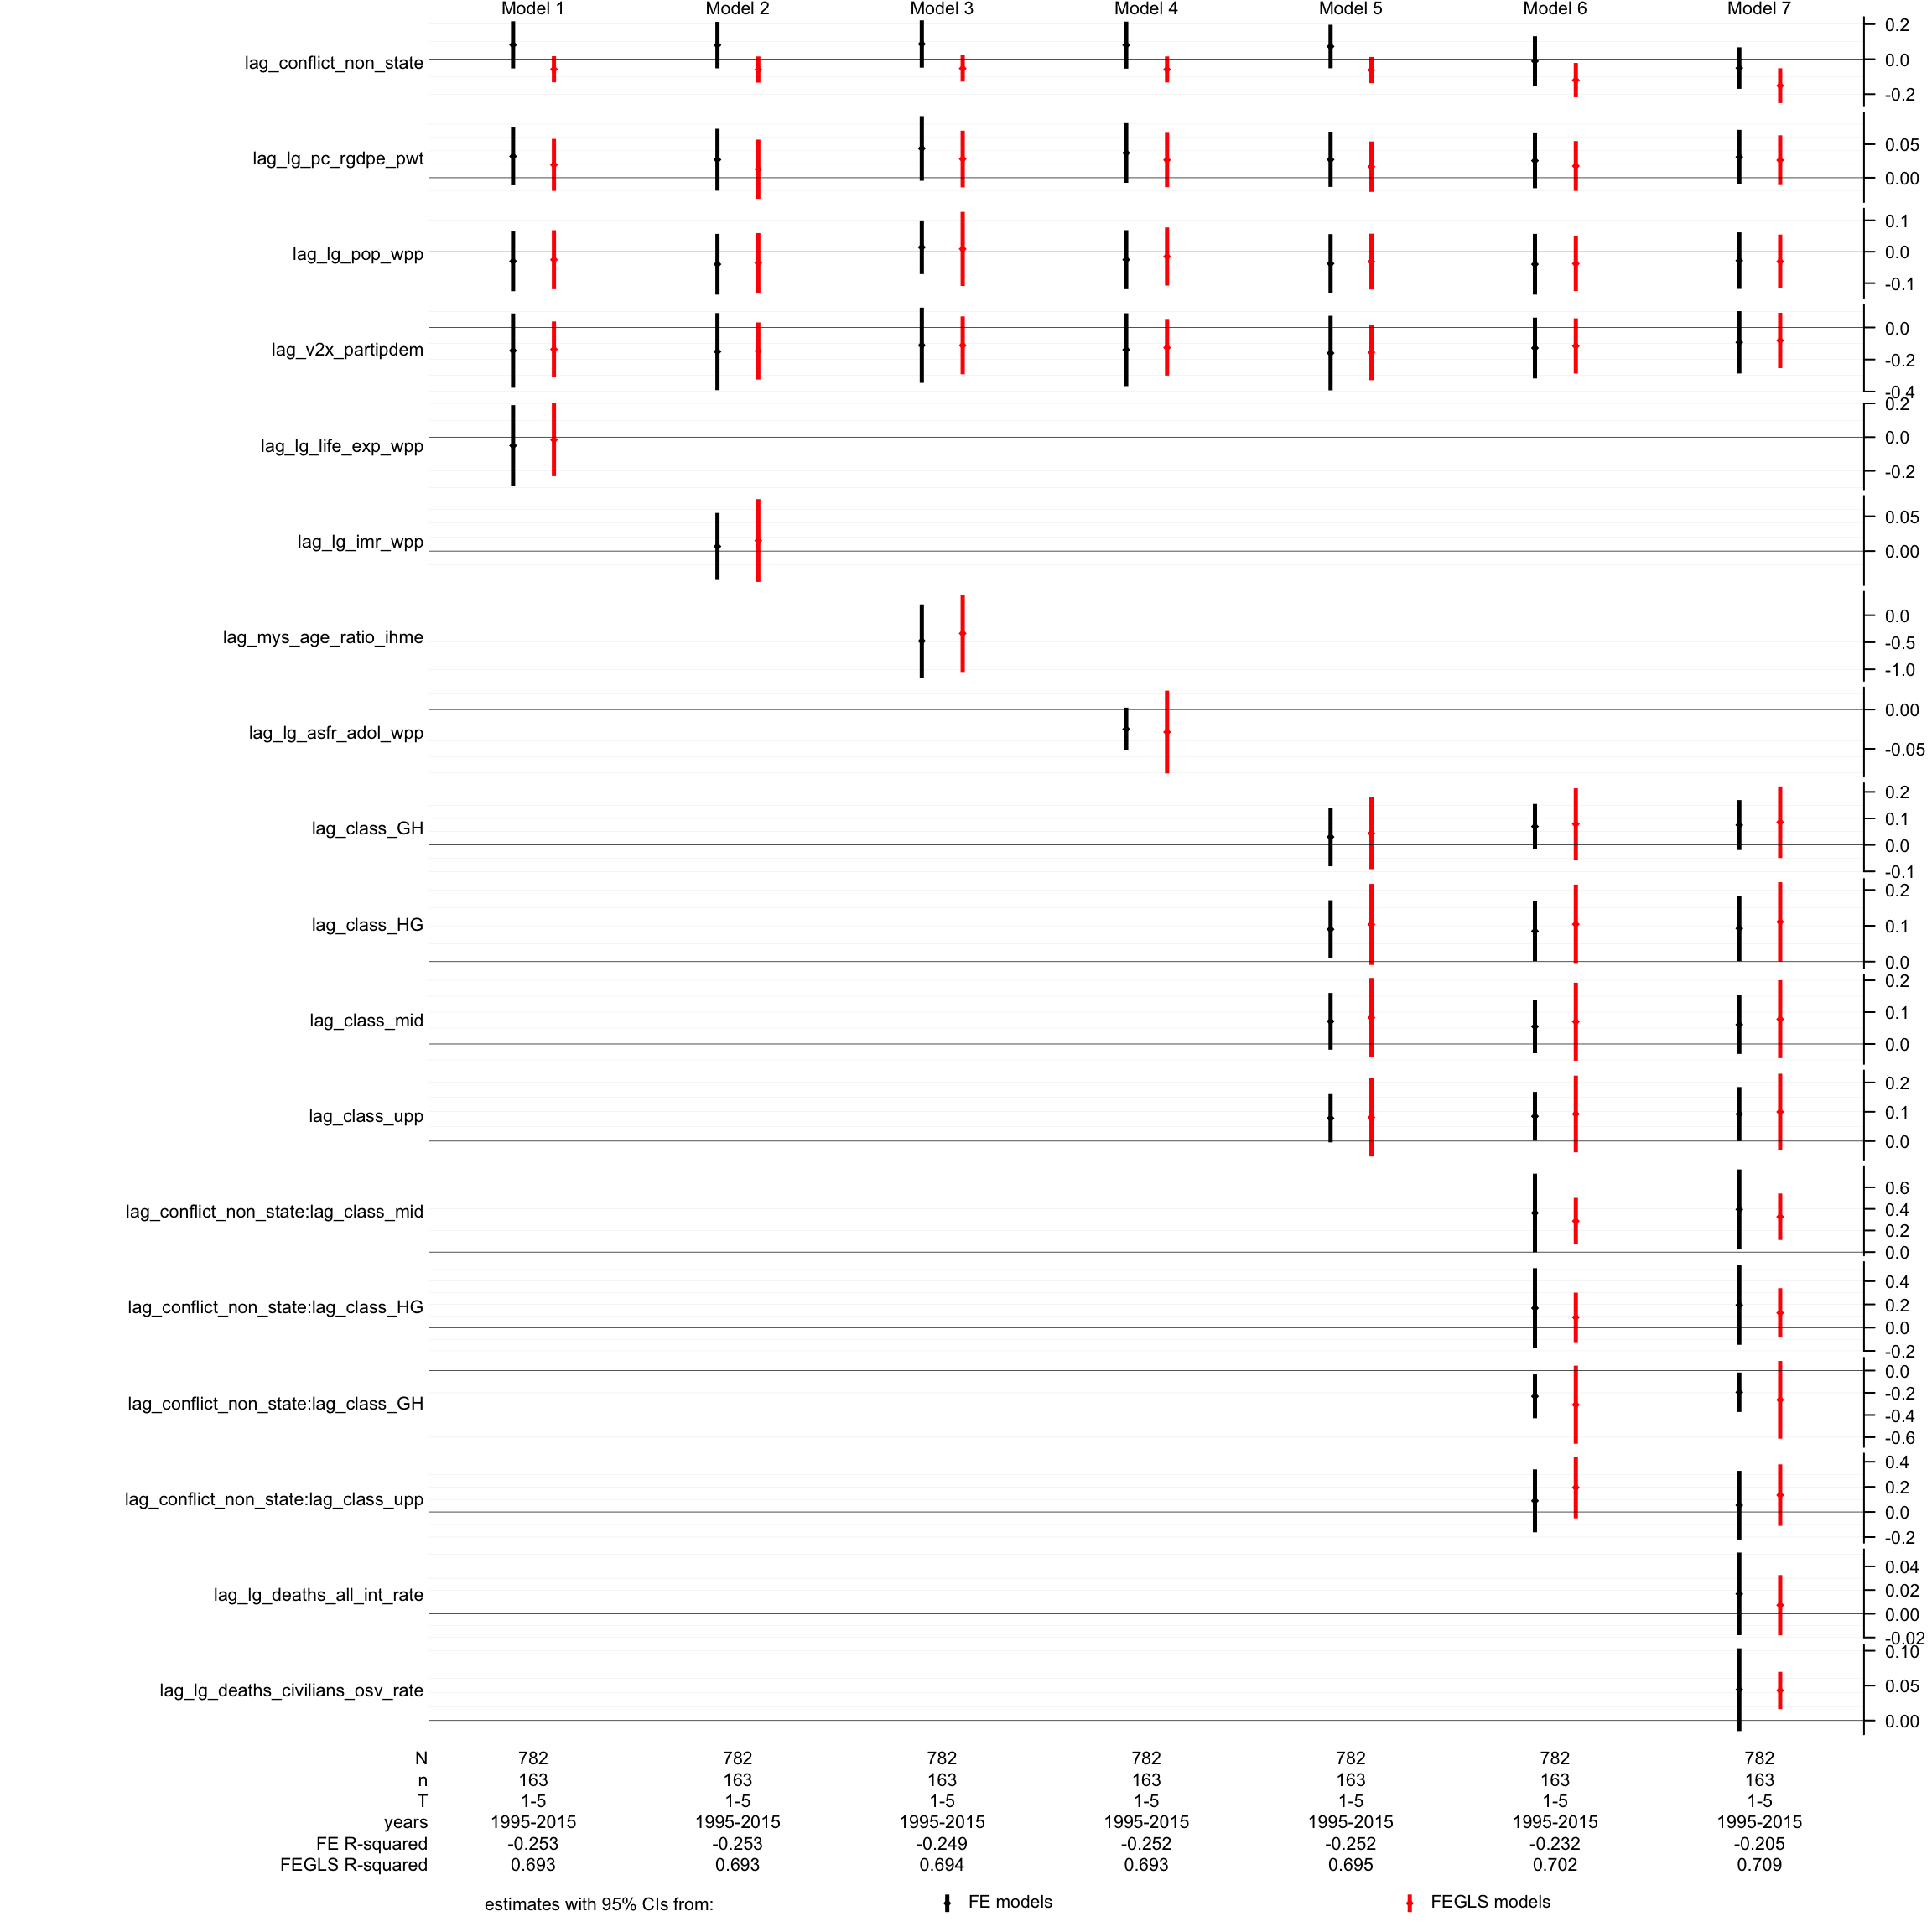 Model 1 Model 2 Model 3 Model 4 Model 5 Model 6 Model 7
0.2
lag_conflict_non_state 0.0
-0.2
0.05
lag_lg_pc_rgdpe_pwt
0.00
0.1
lag_lg_pop_wpp 0.0
-0.1
0.0
lag_v2x_partipdem
-0.2
-0.4
0.2
lag_lg_life_exp_wpp 0.0
-0.2
0.05
lag_lg_imr_wpp
0.00
0.0
lag_mys_age_ratio_ihme -0.5
-1.0
0.00
lag_lg_asfr_adol_wpp
-0.05
0.2
0.1
lag_class_GH
0.0
-0.1
0.2
lag_class_HG 0.1
0.0
0.2
lag_class_mid 0.1
0.0
0.2
lag_class_upp 0.1
0.0
0.6
lag_conflict_non_state:lag_class_mid 0.4
0.2
0.0
0.4
lag_conflict_non_state:lag_class_HG 0.2
0.0
-0.2
0.0
-0.2
lag_conflict_non_state:lag_class_GH
-0.4
-0.6
0.4
lag_conflict_non_state:lag_class_upp 0.2
0.0
-0.2
0.04
lag_lg_deaths_all_int_rate 0.02
0.00
-0.02
0.10
lag_lg_deaths_civilians_osv_rate 0.05
0.00
N 782 782 782 782 782 782 782
n 163 163 163 163 163 163 163
T 1-5 1-5 1-5 1-5 1-5 1-5 1-5
years 1995-2015 1995-2015 1995-2015 1995-2015 1995-2015 1995-2015 1995-2015
FE R-squared -0.253 -0.253 -0.249 -0.252 -0.252 -0.232 -0.205
FEGLS R-squared 0.693 0.693 0.694 0.693 0.695 0.702 0.709
estimates with 95% CIs from: FE models FEGLS models